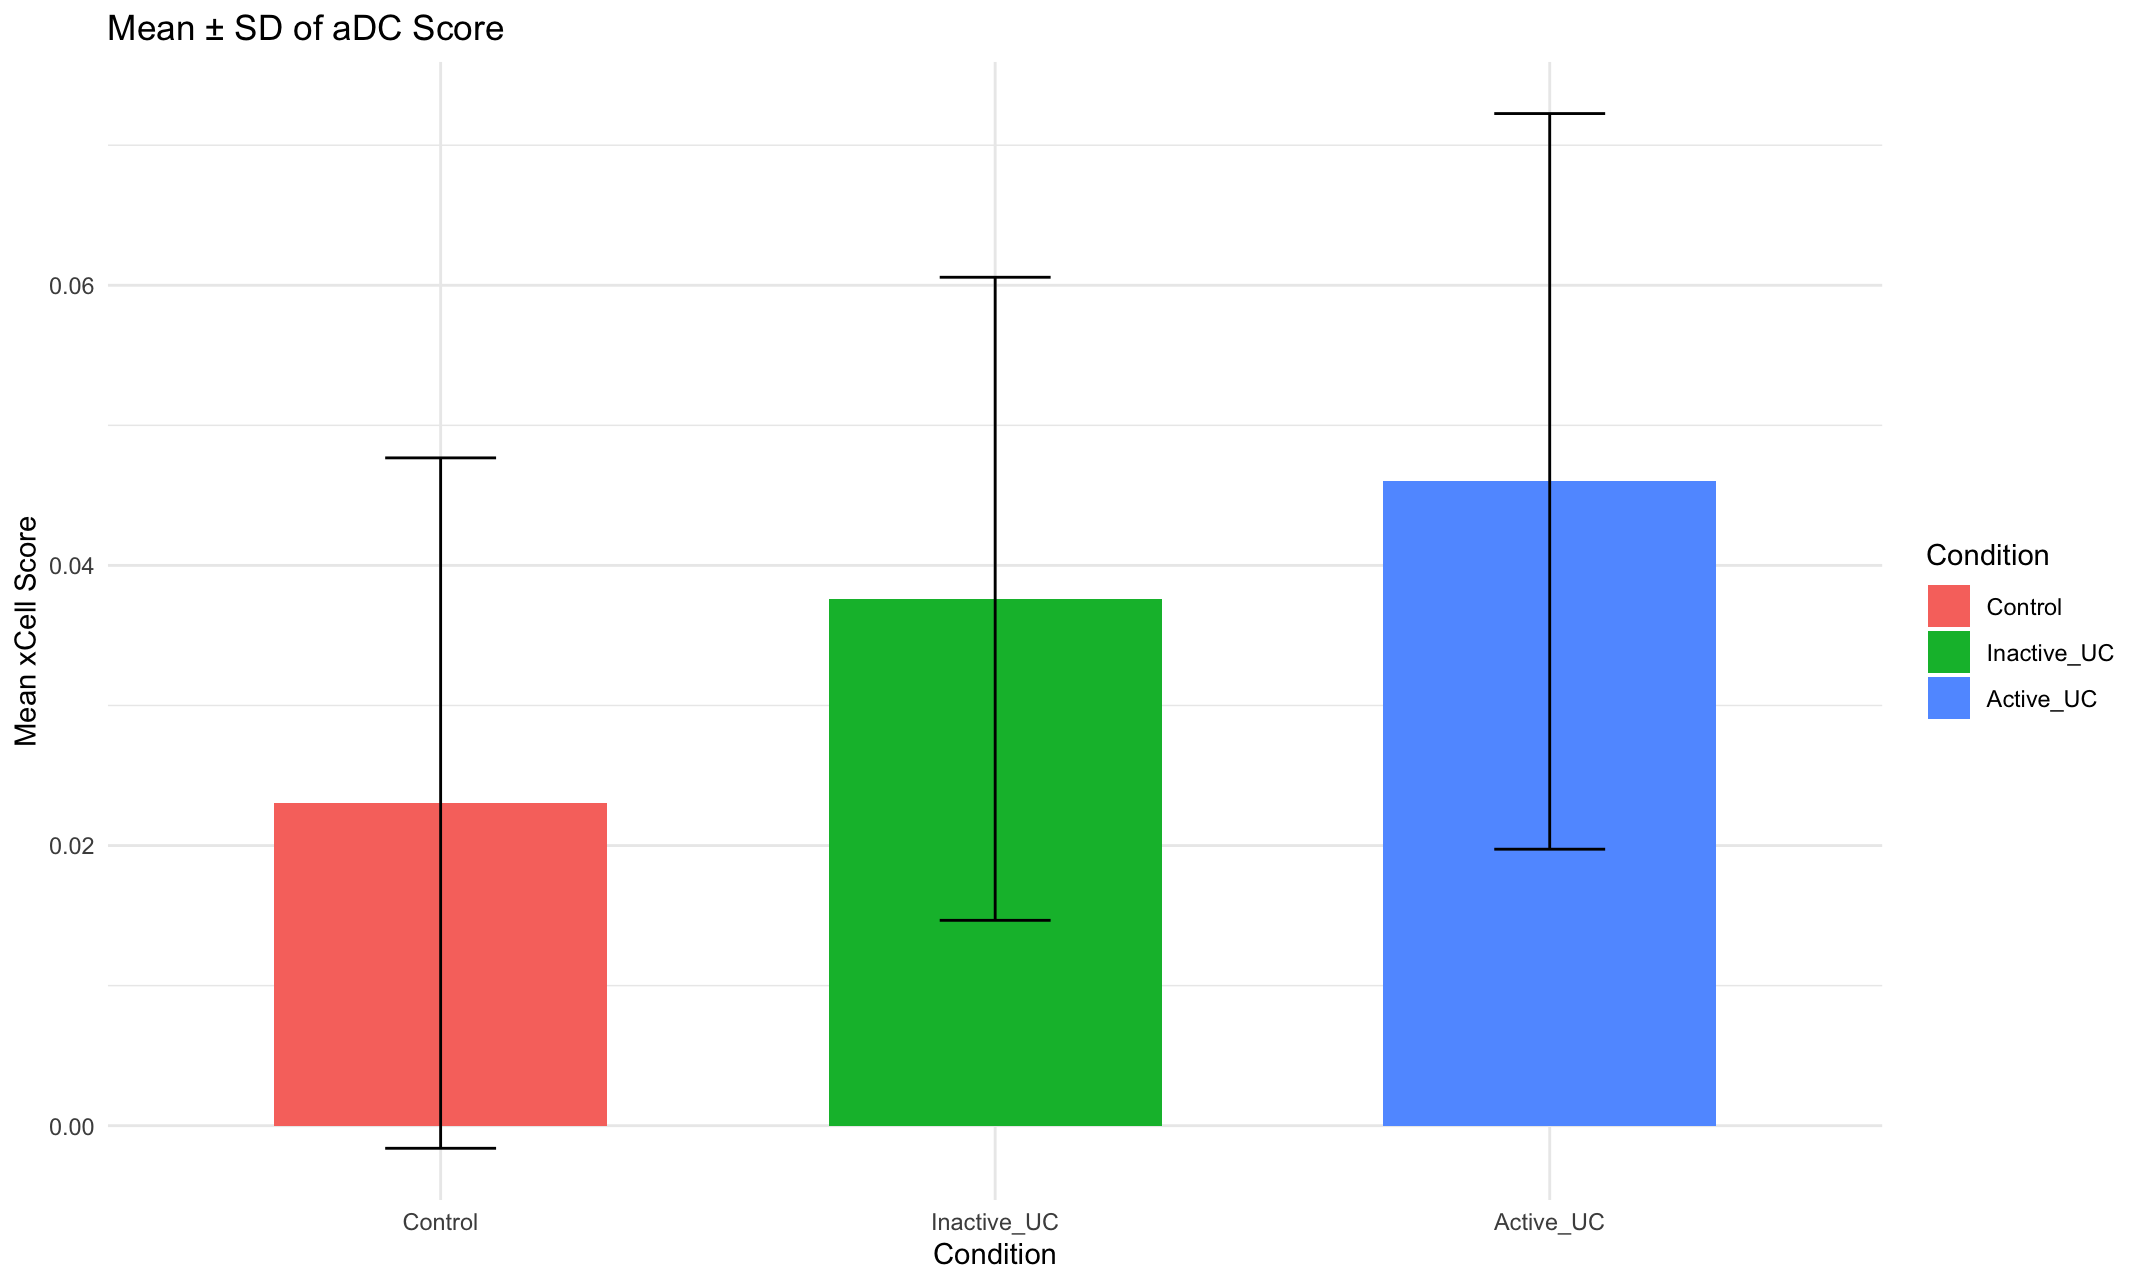 Mean ± SD of aDC Score
Mean xCell Score
0.06
0.04
0.02
0.00
Control
Inactive_UC
Active_UC
Condition
Condition
Control
Inactive_UC
Active_UC